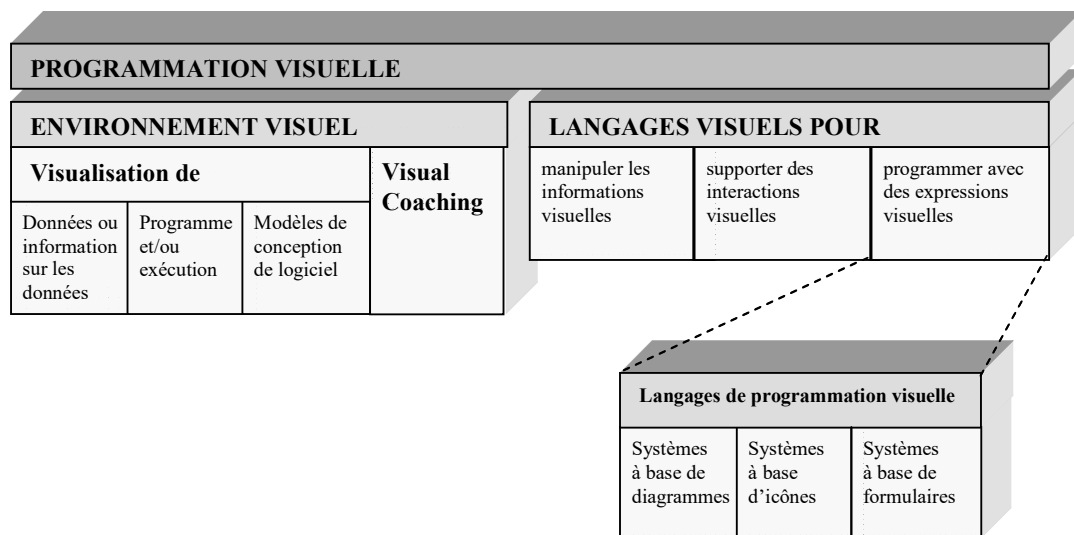 PROGRAMMATION VISUELLE
ENVIRONNEMENT VISUEL
Visualisation de
Données ou
information
sur les
données
Programme
et/ou
exécution
Modèles de
conception
de logiciel
Visual
Coaching
LANGAGES VISUELS POUR
manipuler les
informations
visuelles
supporter des
interactions
visuelles
programmer avec
des expressions
visuelles
Langages de programmation visuelle
Systèmes
à base de
diagrammes
Systèmes
à base
d’icônes
Systèmes
à base de
formulaires